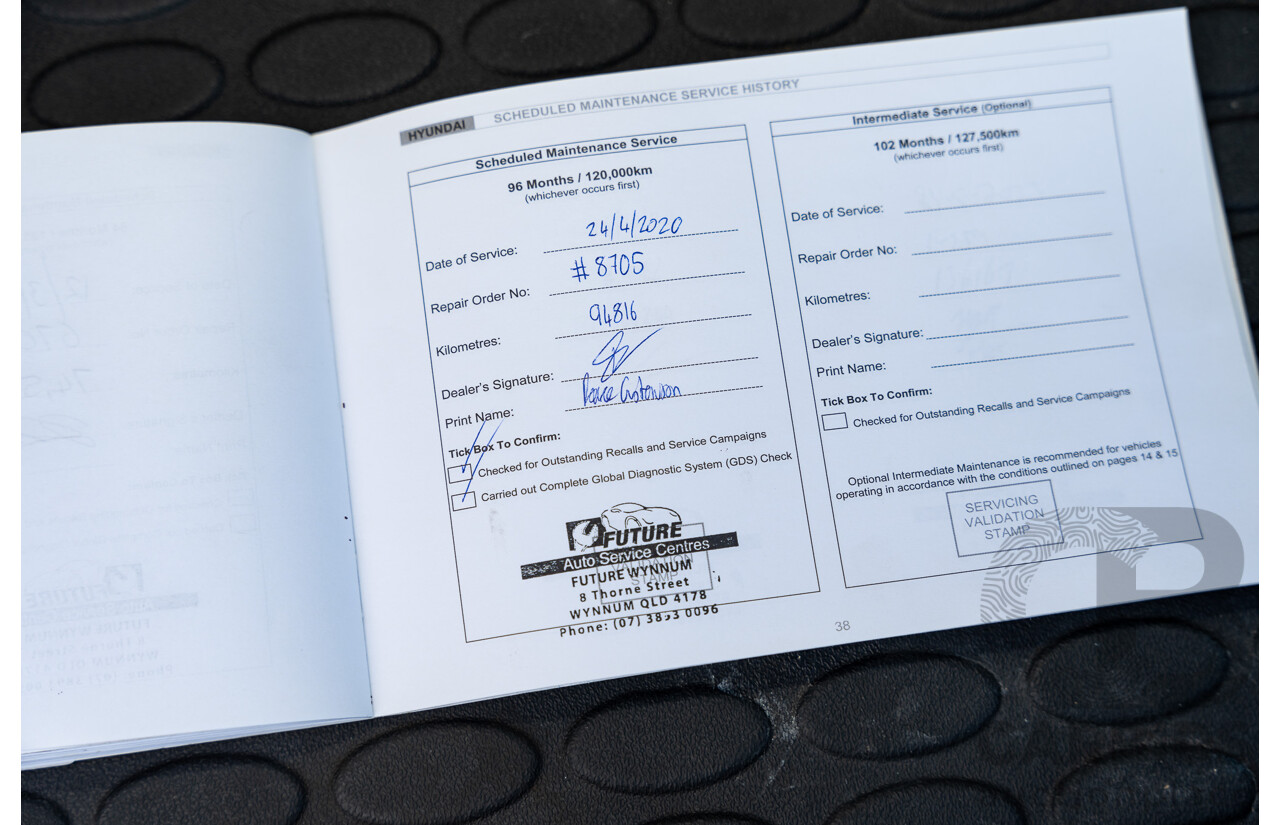 HYUNDAI SCHEDULED MAINTENANCE SERVICE HISTORY
Scheduled Maintenance Service
96 Months / 120,000km
(whichever occurs first)
Date of Service: 24/4/2020
Repair Order No: #8705
Kilometres: 94816
Dealer's Signature:
Print Name:
Tick Box To Confirm:
Checked for Outstanding Recalls and Service Campaigns
Carried out Complete Global Diagnostic System (GDS) Check
FUTURE
Auto Service Centres
VALIDATION
STAMP
FUTURE WYNNUM
8 Thorne Street
WYNNUM QLD 4178
Phone: (07) 3893 0096
Intermediate Service (Optional)
102 Months / 127,500km
(whichever occurs first)
Date of Service:
Repair Order No:
Kilometres:
Dealer's Signature:
Print Name:
Tick Box To Confirm:
Checked for Outstanding Recalls and Service Campaigns
Optional Intermediate Maintenance is recommended for vehicles
operating in accordance with the conditions outlined on pages 14 & 15
SERVICING
VALIDATION
STAMP
38